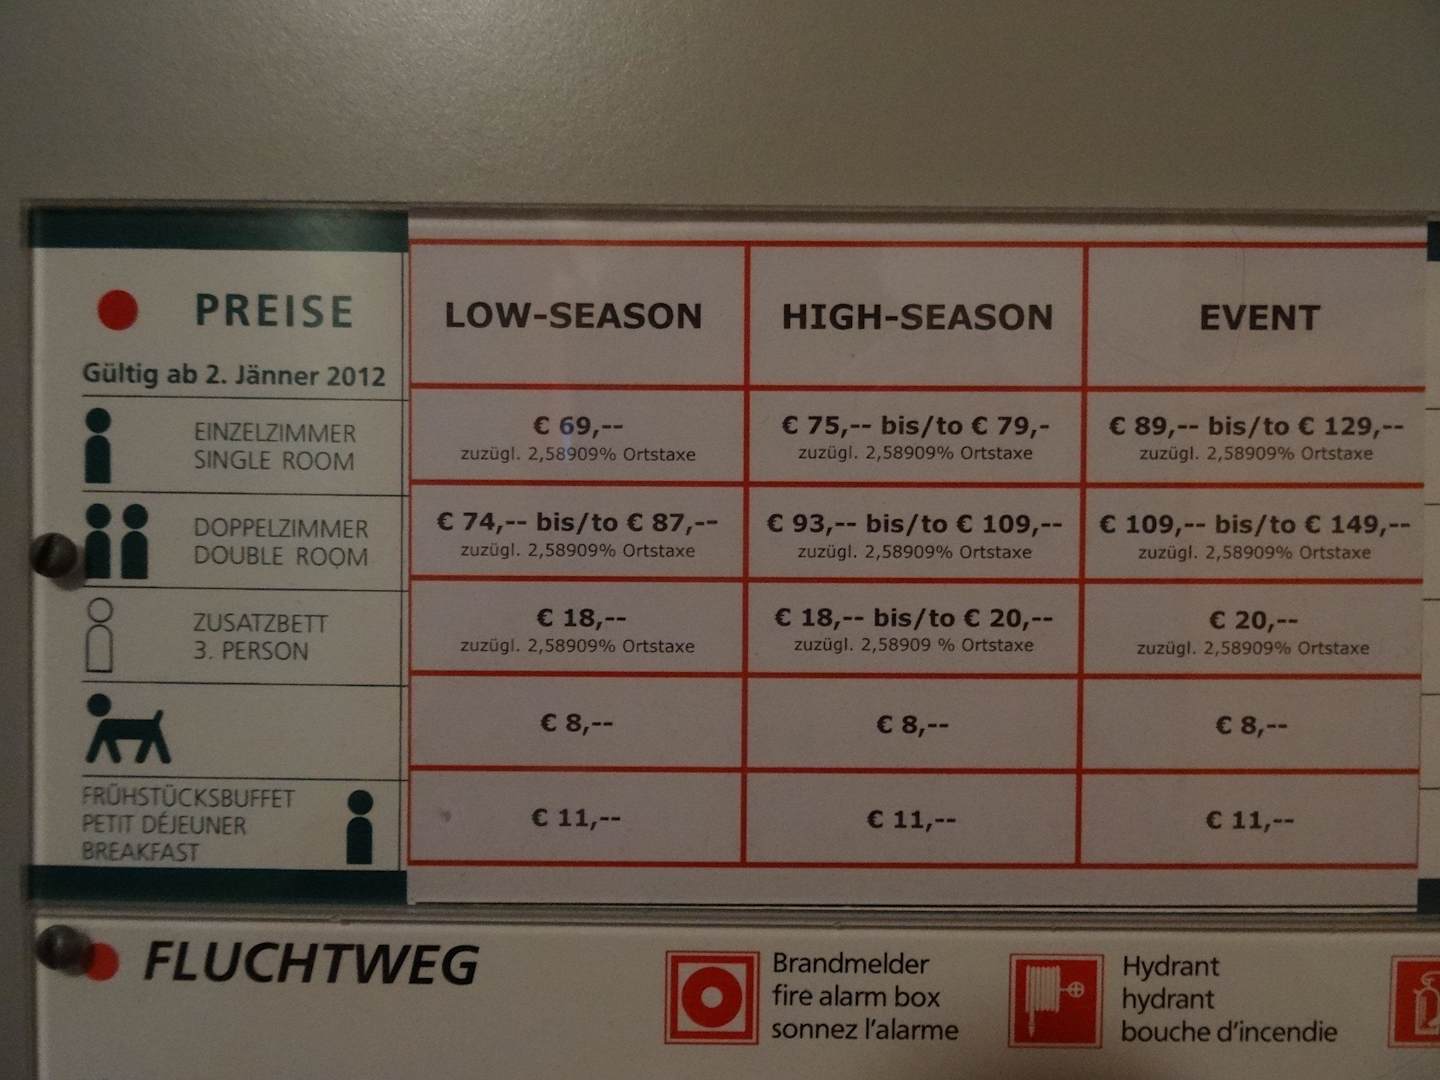 PREISE
LOW-SEASON
HIGH-SEASON
EVENT
Gültig ab 2. Jänner 2012
EINZELZIMMER
SINGLE ROOM
€ 69,--
zuzügl. 2,58909% Ortstaxe
€ 75,-- bis/to € 79,-
zuzügl. 2,58909% Ortstaxe
€ 89,-- bis/to € 129,--
zuzügl. 2,58909% Ortstaxe
DOPPELZIMMER
DOUBLE ROOM
€ 74,-- bis/to € 87,--
zuzügl. 2,58909% Ortstaxe
€ 93,-- bis/to € 109,--
zuzügl. 2,58909% Ortstaxe
€ 109,-- bis/to € 149,--
zuzügl. 2,58909% Ortstaxe
ZUSATZBETT
3. PERSON
€ 18,--
zuzügl. 2,58909% Ortstaxe
€ 18,-- bis/to € 20,--
zuzügl. 2,58909 % Ortstaxe
€ 20,--
zuzügl. 2,58909% Ortstaxe
€ 8,--
€ 8,--
€ 8,--
FRÜHSTÜCKSBUFFET
PETIT DÉJEUNER
BREAKFAST
€ 11,--
€ 11,--
€ 11,--
FLUCHTWEG
Brandmelder
fire alarm box
sonnez l'alarme
Hydrant
hydrant
bouche d'incendie